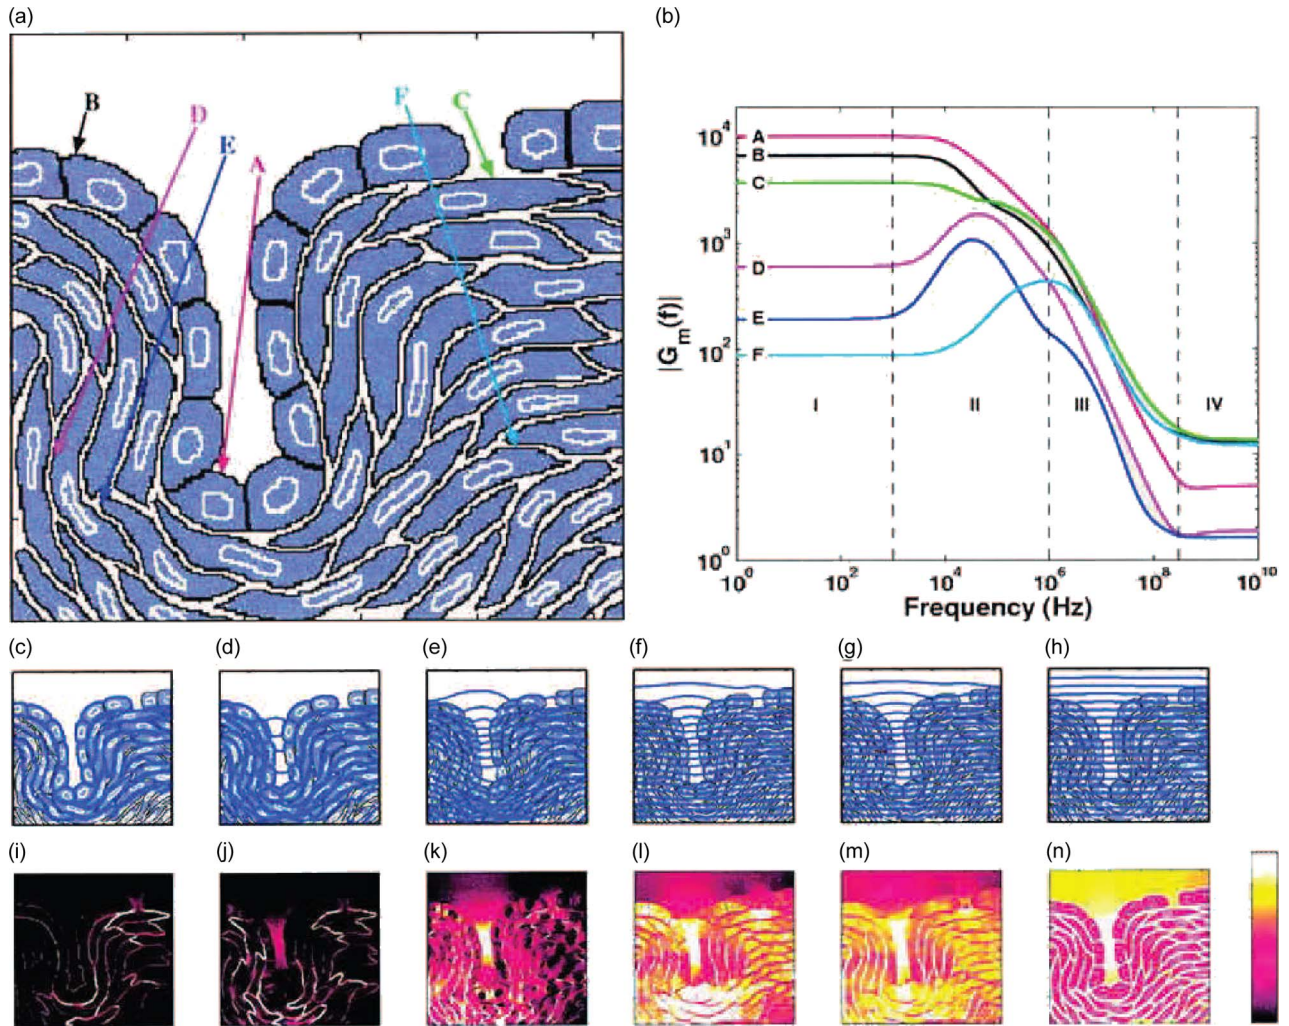 (a)
(b)
B
D
E
A
F
C
10^4
10^3
10^2
10^1
10^0
|G_m(f)|
A
B
C
D
E
F
I
II
III
IV
10^0
10^2
10^4
10^6
10^8
10^10
Frequency (Hz)
(c)
(d)
(e)
(f)
(g)
(h)
(i)
(j)
(k)
(l)
(m)
(n)